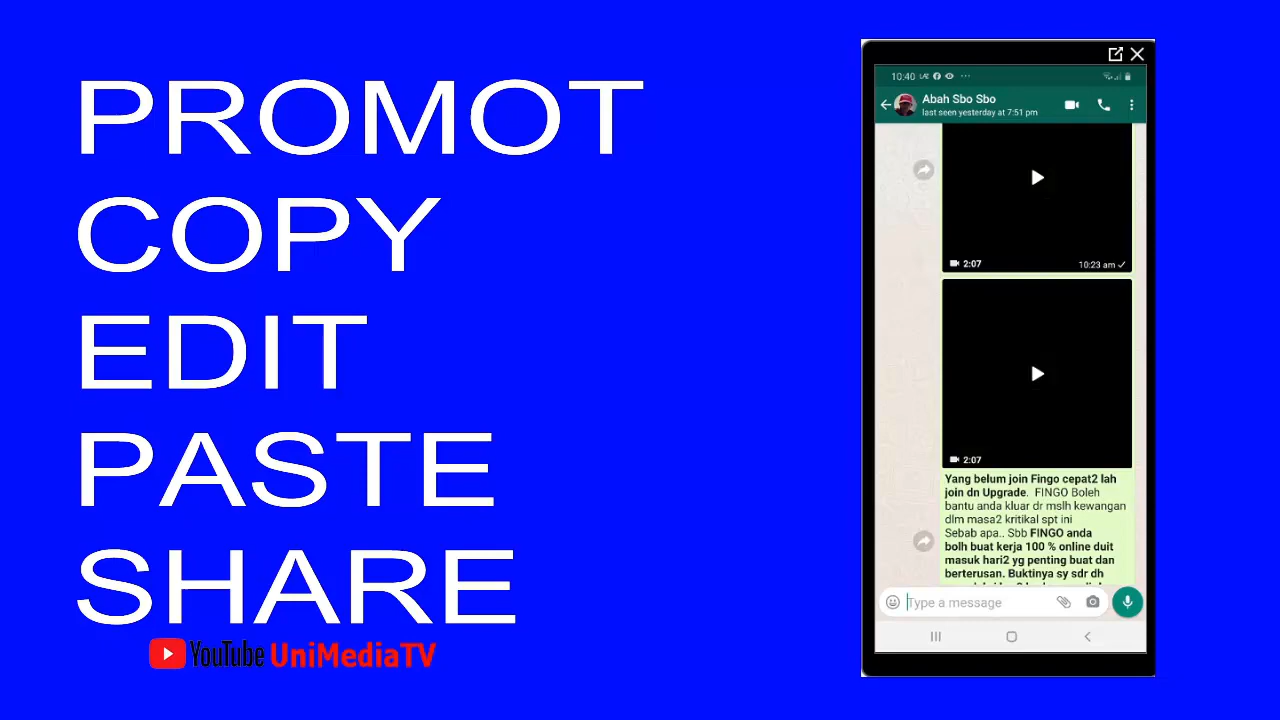 PROMOT
COPY
EDIT
PASTE
SHARE
YouTube UniMediaTV
10:40
Abah Sbo Sbo
last seen yesterday at 7:51 pm
2:07
10:23 am
2:07
Yang belum join Fingo cepat2 lah
join dn Upgrade. FINGO Boleh
bantu anda kluar dr mslh kewangan
dlm masa2 kritikal spt ini
Sebab apa.. Sbb FINGO anda
bolh buat kerja 100 % online duit
masuk hari2 yg penting buat dan
berterusan. Buktinya sy sdr dh
Type a message